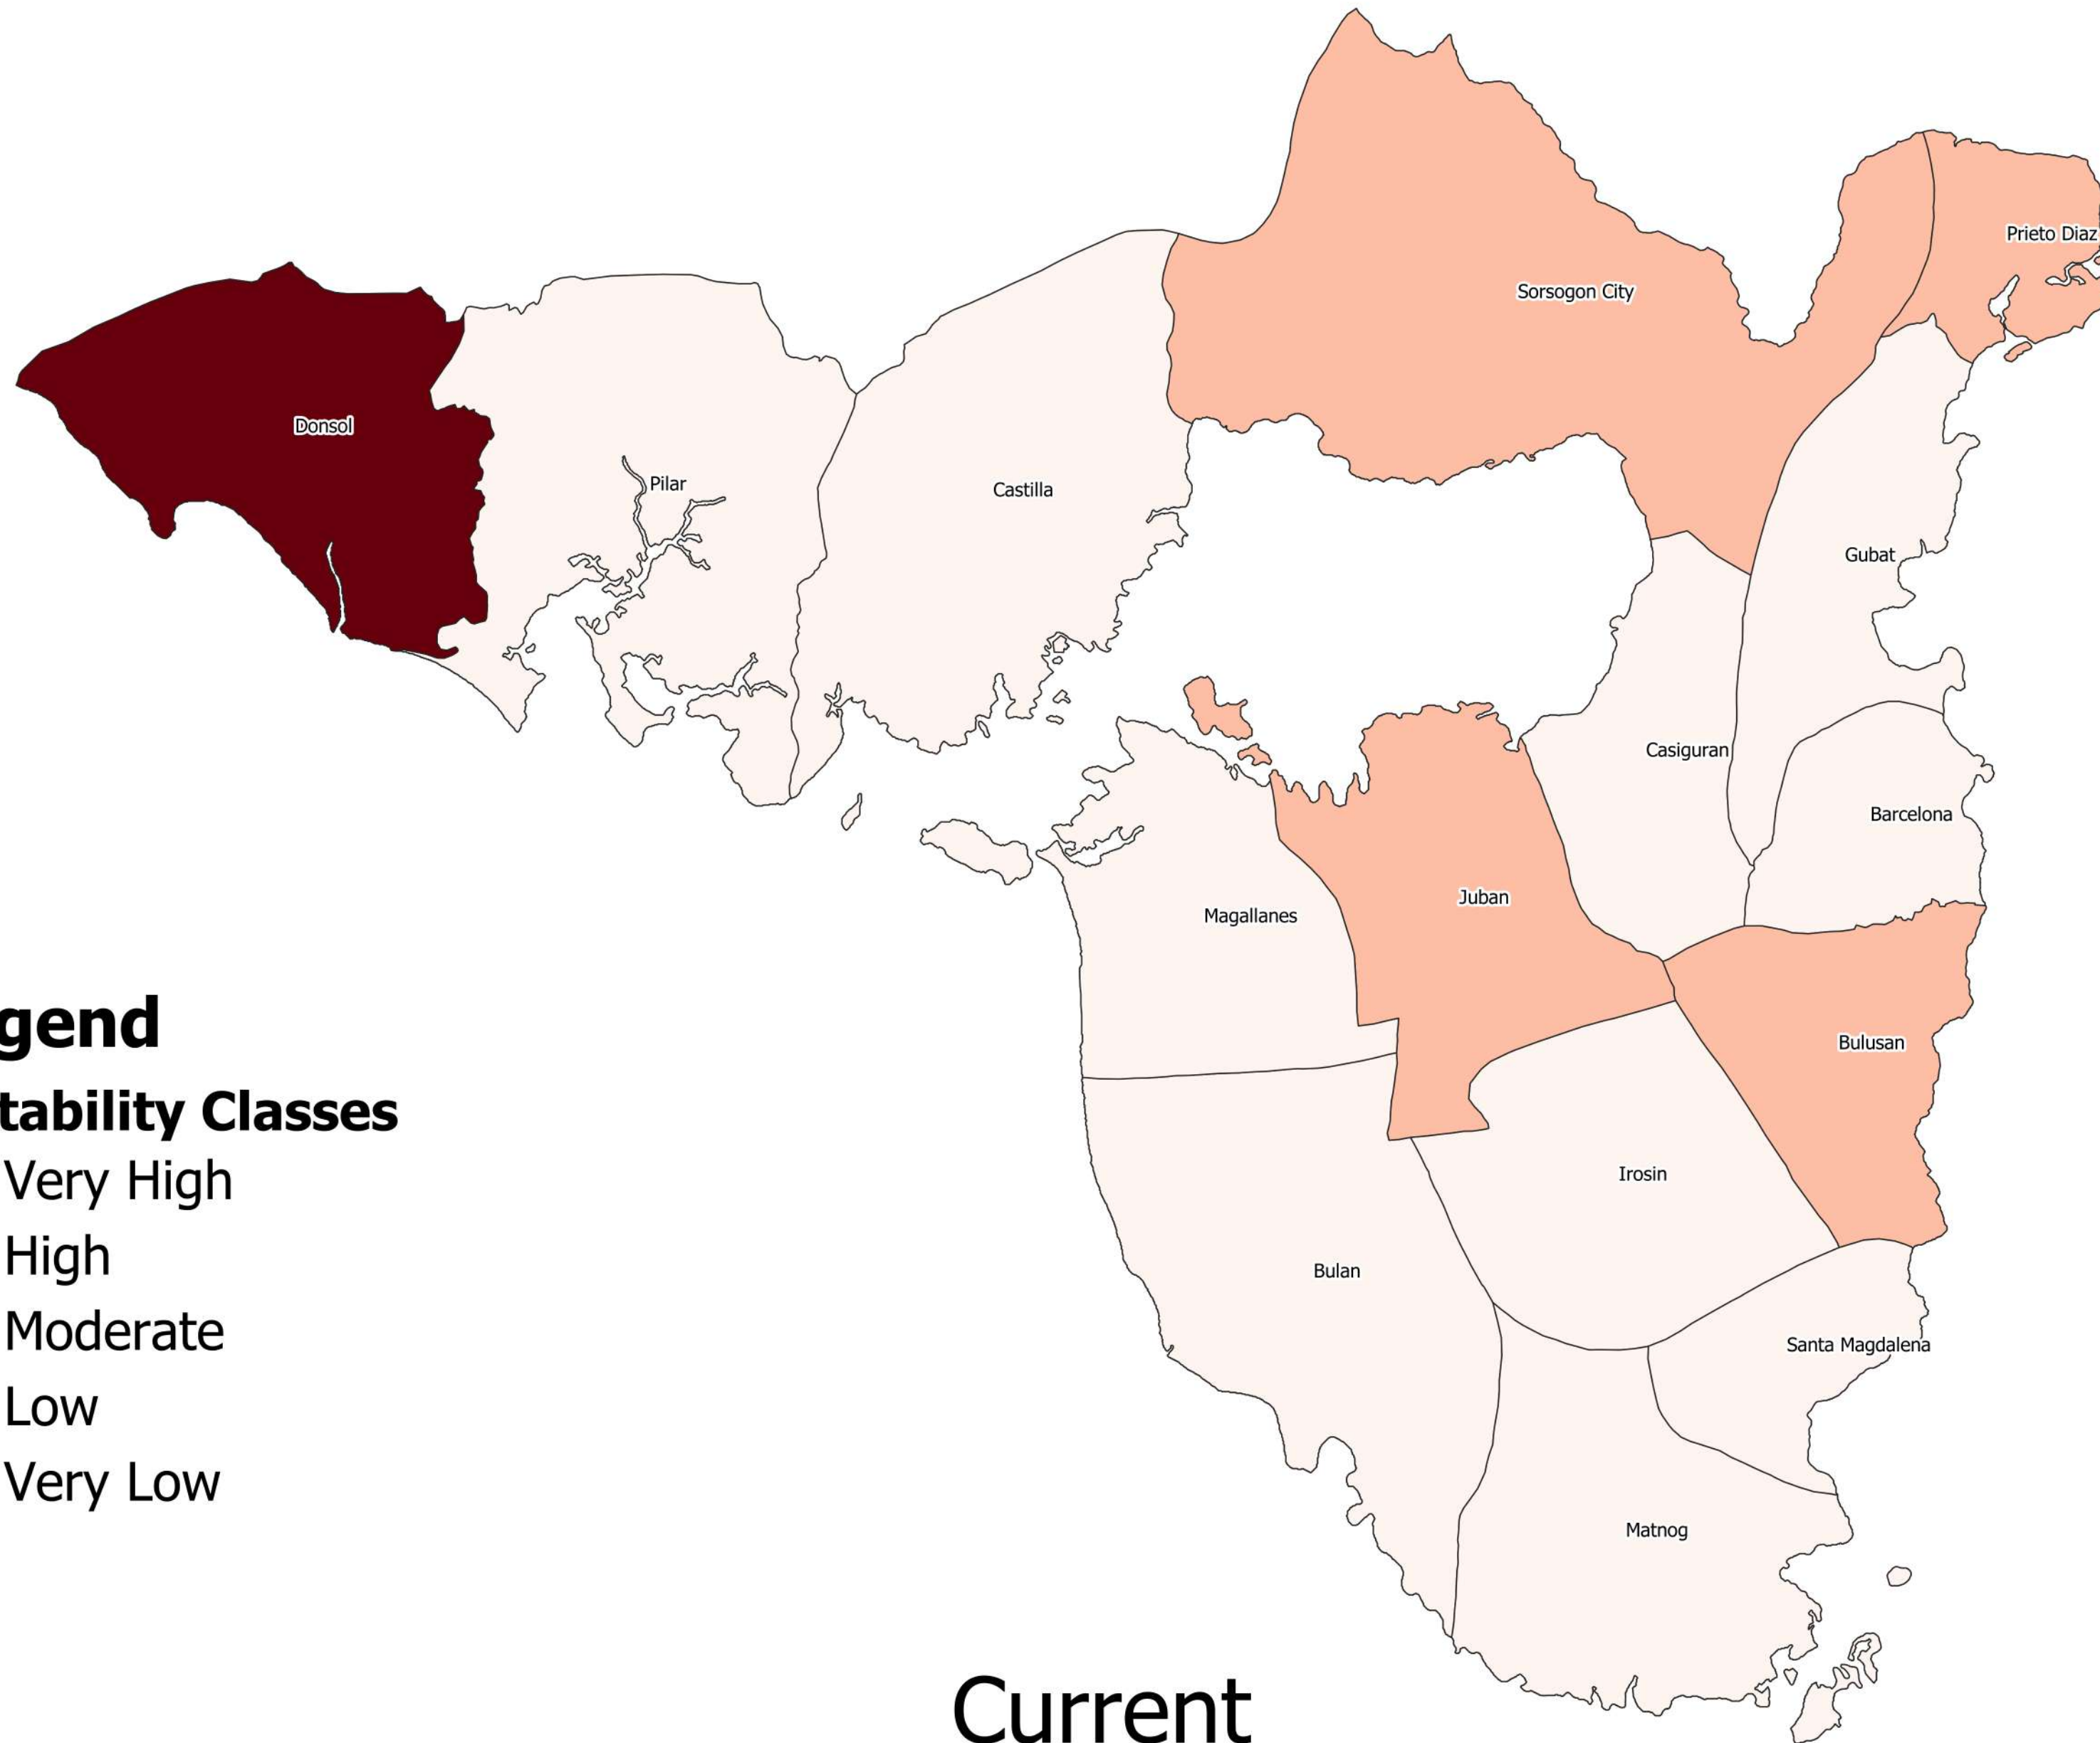 Prieto Diaz
Sorsogon City
Donsol
Pilar
Castilla
Gubat
Casiguran
Barcelona
Juban
Magallanes
Bulusan
Irosin
Bulan
Santa Magdalena
Matnog
gend
tability Classes
Very High
High
Moderate
Low
Very Low
Current